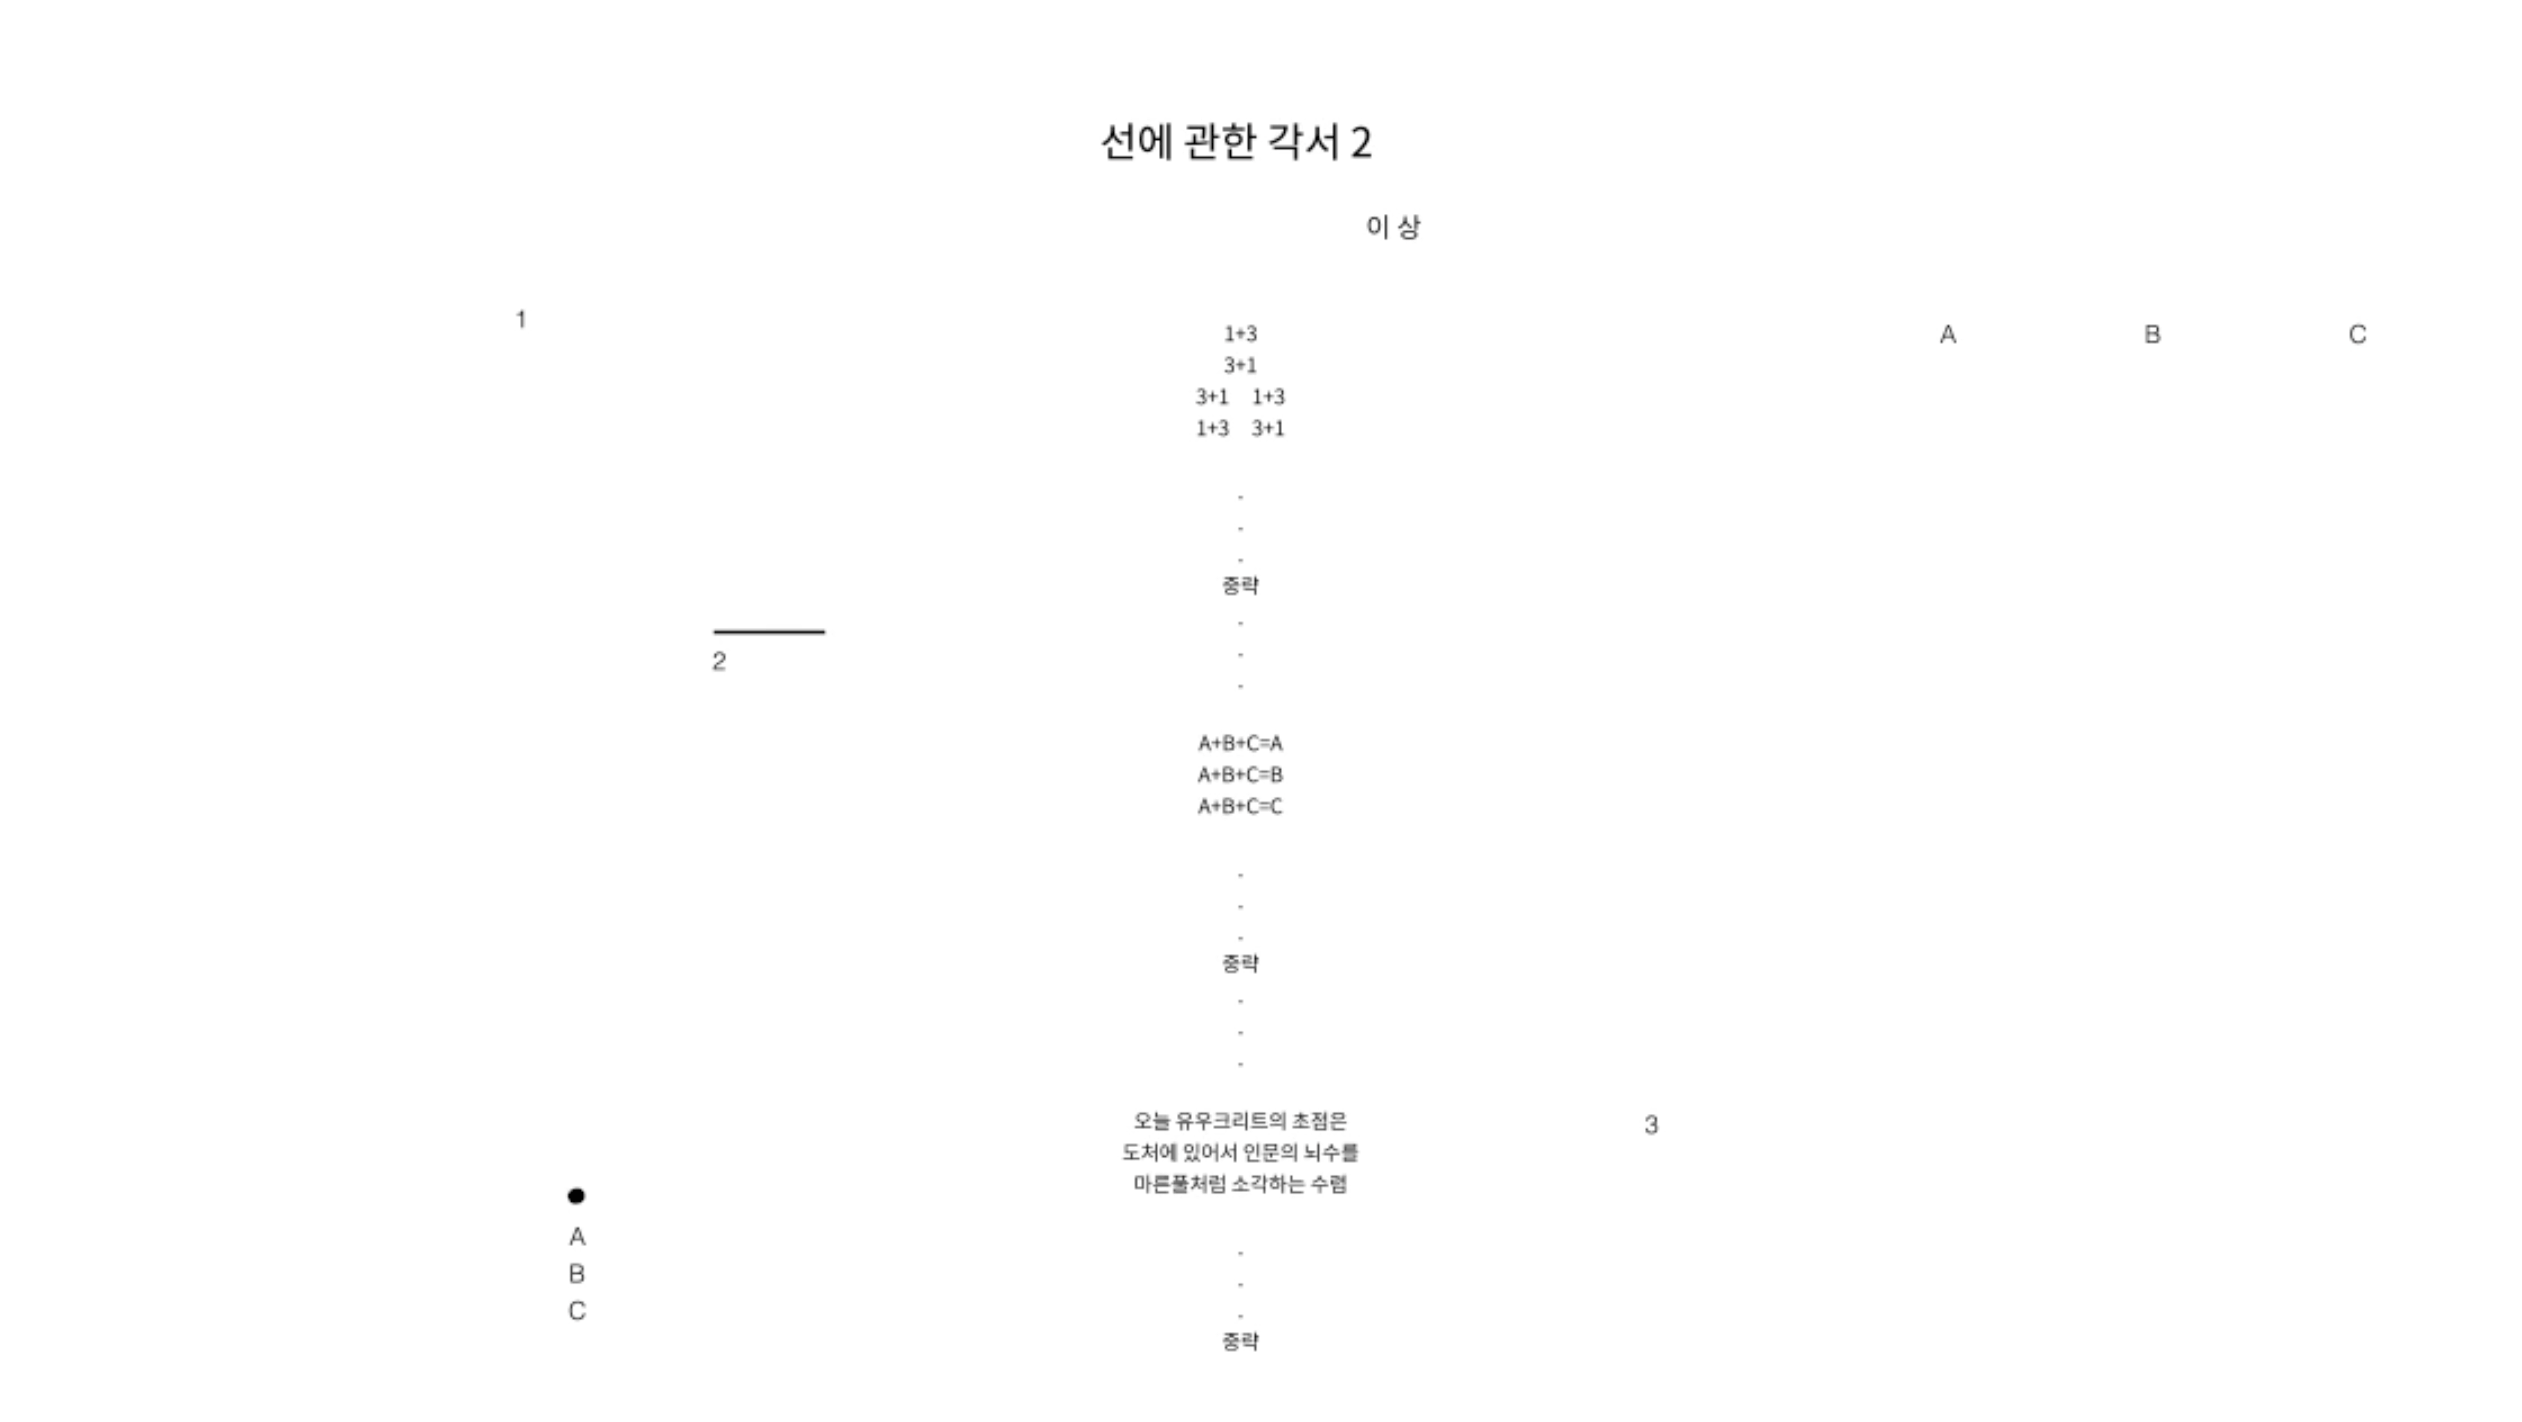 선에 관한 각서 2
이 상
1
1+3
3+1
3+1 1+3
1+3 3+1
A B C
.
.
.
중략
.
.
.
2
A+B+C=A
A+B+C=B
A+B+C=C
.
.
.
중략
.
.
.
오늘 유우크리트의 초점은
도처에 있어서 인문의 뇌수를
마른풀처럼 소각하는 수렴
3
A
B
C
.
.
.
중략